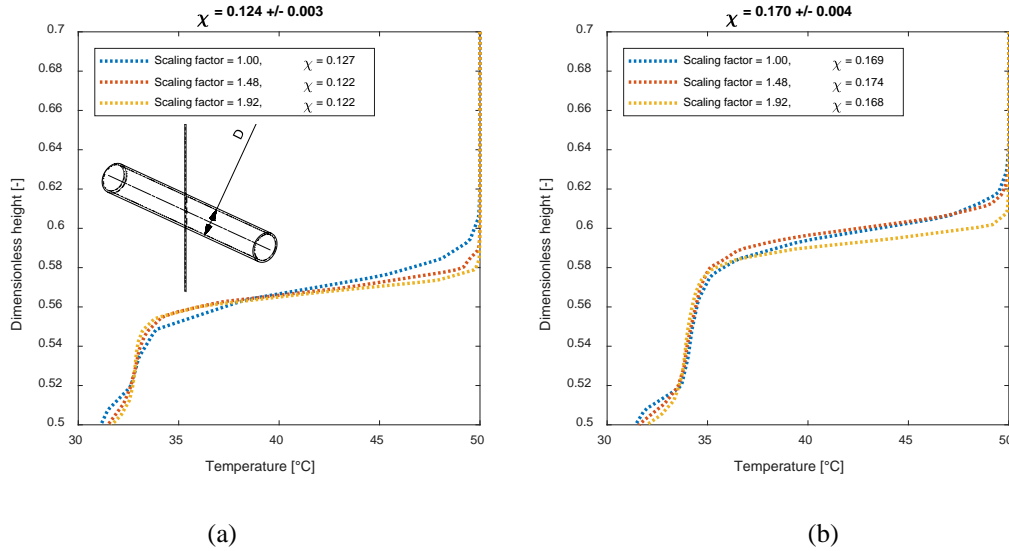 χ = 0.124 +/- 0.003
0.7
0.68
0.66
0.64
0.62
0.6
0.58
0.56
0.54
0.52
0.5
Dimensionless height [-]
Scaling factor = 1.00, χ = 0.127
Scaling factor = 1.48, χ = 0.122
Scaling factor = 1.92, χ = 0.122
D
30 35 40 45 50
Temperature [°C]
(a)
χ = 0.170 +/- 0.004
0.7
0.68
0.66
0.64
0.62
0.6
0.58
0.56
0.54
0.52
0.5
Dimensionless height [-]
Scaling factor = 1.00, χ = 0.169
Scaling factor = 1.48, χ = 0.174
Scaling factor = 1.92, χ = 0.168
30 35 40 45 50
Temperature [°C]
(b)